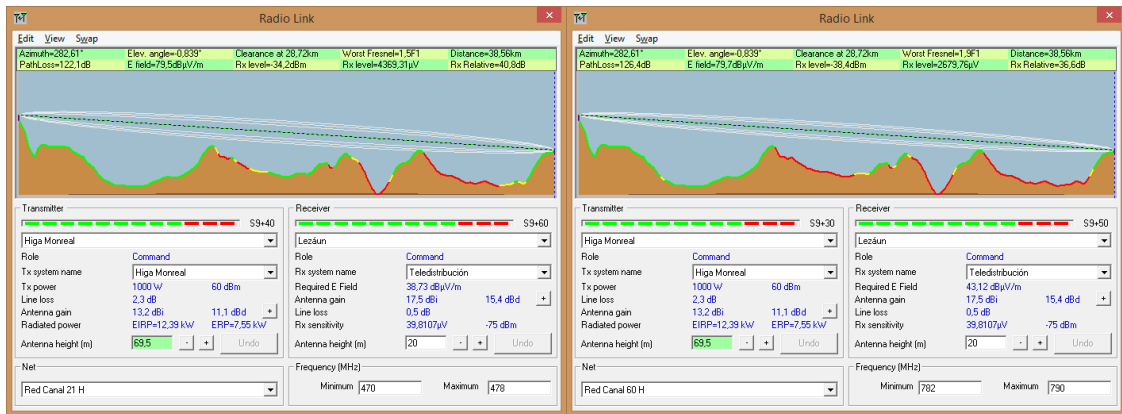 Radio Link
Edit View Swap
Azimuth=282,61° Elev. angle=-0,839° Clearance at 28,72km Worst Fresnel=1,5F1 Distance=38,56km
PathLoss=122,1dB E field=79,5dBµV/m Rx level=-34,2dBm Rx level=4369,31µV Rx Relative=40,8dB
Transmitter
S9+40
Higa Monreal
Role Command
Tx system name Higa Monreal
Tx power 1000 W 60 dBm
Line loss 2,3 dB
Antenna gain 13,2 dBi 11,1 dBd +
Radiated power EIRP=12,39 kW ERP=7,55 kW
Antenna height (m) 69,5 - + Undo
Net
Red Canal 21 H
Receiver
S9+60
Lezáun
Role Command
Rx system name Teledistribución
Required E Field 38,73 dBµV/m
Antenna gain 17,5 dBi 15,4 dBd +
Line loss 0,5 dB
Rx sensitivity 39,8107µV -75 dBm
Antenna height (m) 20 - + Undo
Frequency (MHz)
Minimum 470 Maximum 478
Radio Link
Edit View Swap
Azimuth=282,61° Elev. angle=-0,839° Clearance at 28,72km Worst Fresnel=1,9F1 Distance=38,56km
PathLoss=126,4dB E field=79,7dBµV/m Rx level=-38,4dBm Rx level=2679,76µV Rx Relative=36,6dB
Transmitter
S9+30
Higa Monreal
Role Command
Tx system name Higa Monreal
Tx power 1000 W 60 dBm
Line loss 2,3 dB
Antenna gain 13,2 dBi 11,1 dBd +
Radiated power EIRP=12,39 kW ERP=7,55 kW
Antenna height (m) 69,5 - + Undo
Net
Red Canal 60 H
Receiver
S9+50
Lezáun
Role Command
Rx system name Teledistribución
Required E Field 43,12 dBµV/m
Antenna gain 17,5 dBi 15,4 dBd +
Line loss 0,5 dB
Rx sensitivity 39,8107µV -75 dBm
Antenna height (m) 20 - + Undo
Frequency (MHz)
Minimum 782 Maximum 790